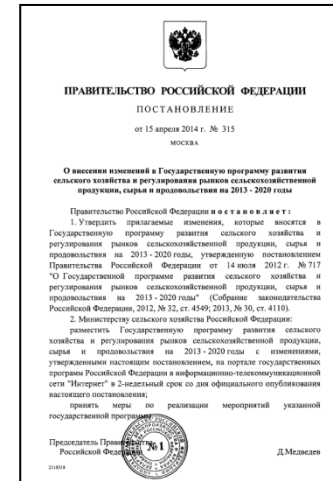 ПРАВИТЕЛЬСТВО РОССИЙСКОЙ ФЕДЕРАЦИИ
ПОСТАНОВЛЕНИЕ
от 15 апреля 2014 г. № 315
МОСКВА
О внесении изменений в Государственную программу развития
сельского хозяйства и регулирования рынков сельскохозяйственной
продукции, сырья и продовольствия на 2013 - 2020 годы
Правительство Российской Федерации постановляет:
1. Утвердить прилагаемые изменения, которые вносятся в
Государственную программу развития сельского хозяйства и
регулирования рынков сельскохозяйственной продукции, сырья и
продовольствия на 2013 - 2020 годы, утвержденную постановлением
Правительства Российской Федерации от 14 июля 2012 г. № 717
"О Государственной программе развития сельского хозяйства и
регулирования рынков сельскохозяйственной продукции, сырья и
продовольствия на 2013 - 2020 годы" (Собрание законодательства
Российской Федерации, 2012, № 32, ст. 4549; 2013, № 30, ст. 4110).
2. Министерству сельского хозяйства Российской Федерации:
разместить Государственную программу развития сельского
хозяйства и регулирования рынков сельскохозяйственной продукции,
сырья и продовольствия на 2013 - 2020 годы с изменениями,
утвержденными настоящим постановлением, на портале государственных
программ Российской Федерации в информационно-телекоммуникационной
сети "Интернет" в 2-недельный срок со дня официального опубликования
настоящего постановления;
принять меры по реализации мероприятий указанной
государственной программы.
Председатель Правительства
Российской Федерации Д.Медведев
№1